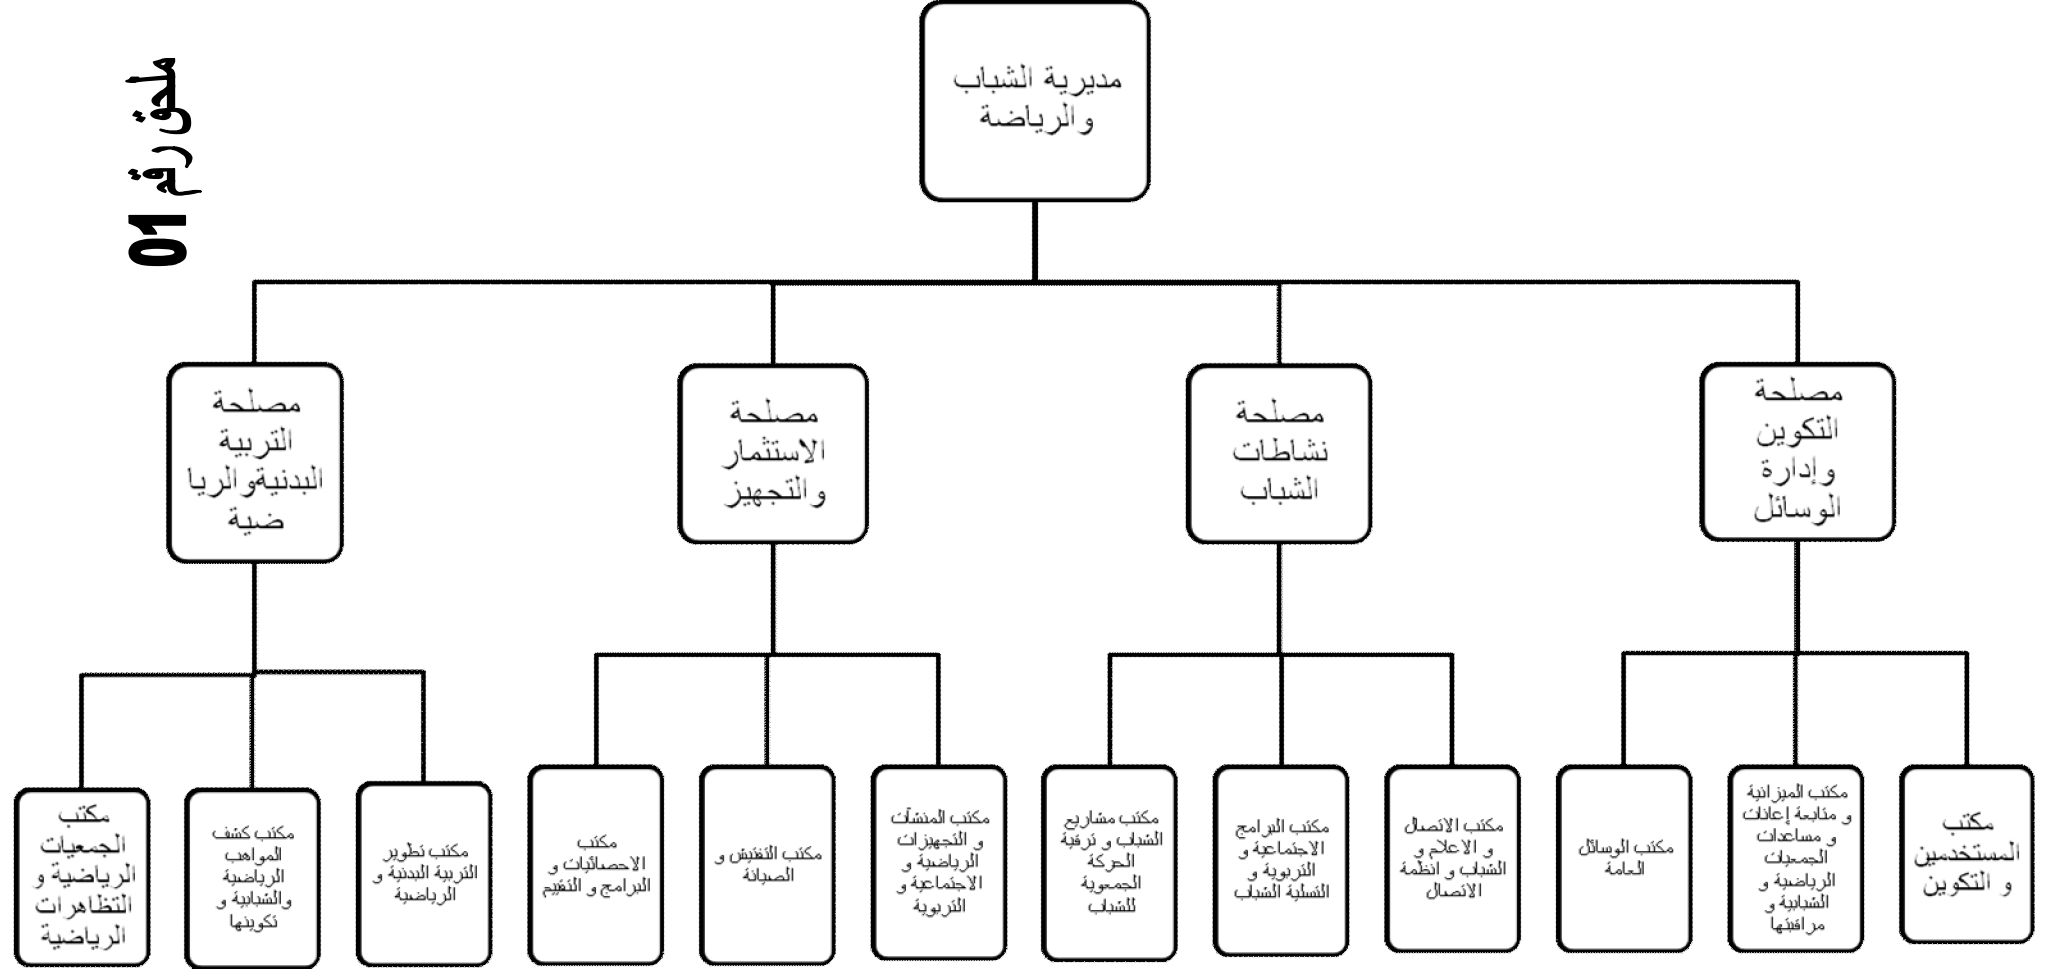 ملحق رقم 01
مديرية الشباب
والرياضة
مصلحة
التكوين
وإدارة
الوسائل
مصلحة
نشاطات
الشباب
مصلحة
الاستثمار
والتجهيز
مصلحة
التربية
البدنيةوالريا
ضية
مكتب
المستخدمين
و التكوين
مكتب الميزانية
و متابعة إعانات
و مساعدات
الجمعيات
الرياضية و
الشبابية و
مراقبتها
مكتب الوسائل
العامة
مكتب الاتصال
و الاعلام و
الشباب و انظمة
الاتصال
مكتب البرامج
الاجتماعية و
التربوية و
التسلية الشباب
مكتب مشاريع
الشباب و ترقية
الحركة
الجمعوية
للشباب
مكتب المنشآت
و التجهيزات
الرياضية و
الاجتماعية و
التربوية
مكتب التفتيش و
الصيانة
مكتب
الاحصائيات و
البرامج و التقيم
مكتب تطوير
التربية البدنية و
الرياضية
مكتب كشف
المواهب
الرياضية
والشبابية و
تكوينها
مكتب
الجمعيات
الرياضية و
التظاهرات
الرياضية